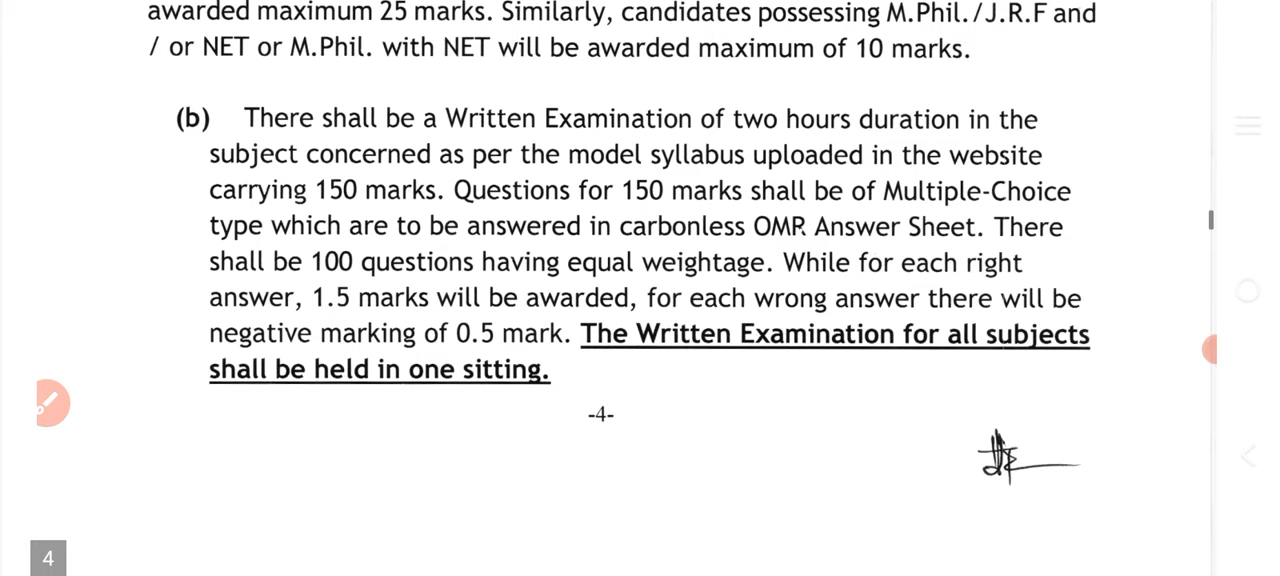 awarded maximum 25 marks. Similarly, candidates possessing M.Phil./J.R.F and
/ or NET or M.Phil. with NET will be awarded maximum of 10 marks.
(b) There shall be a Written Examination of two hours duration in the
subject concerned as per the model syllabus uploaded in the website
carrying 150 marks. Questions for 150 marks shall be of Multiple-Choice
type which are to be answered in carbonless OMR Answer Sheet. There
shall be 100 questions having equal weightage. While for each right
answer, 1.5 marks will be awarded, for each wrong answer there will be
negative marking of 0.5 mark. The Written Examination for all subjects
shall be held in one sitting.
-4-
4